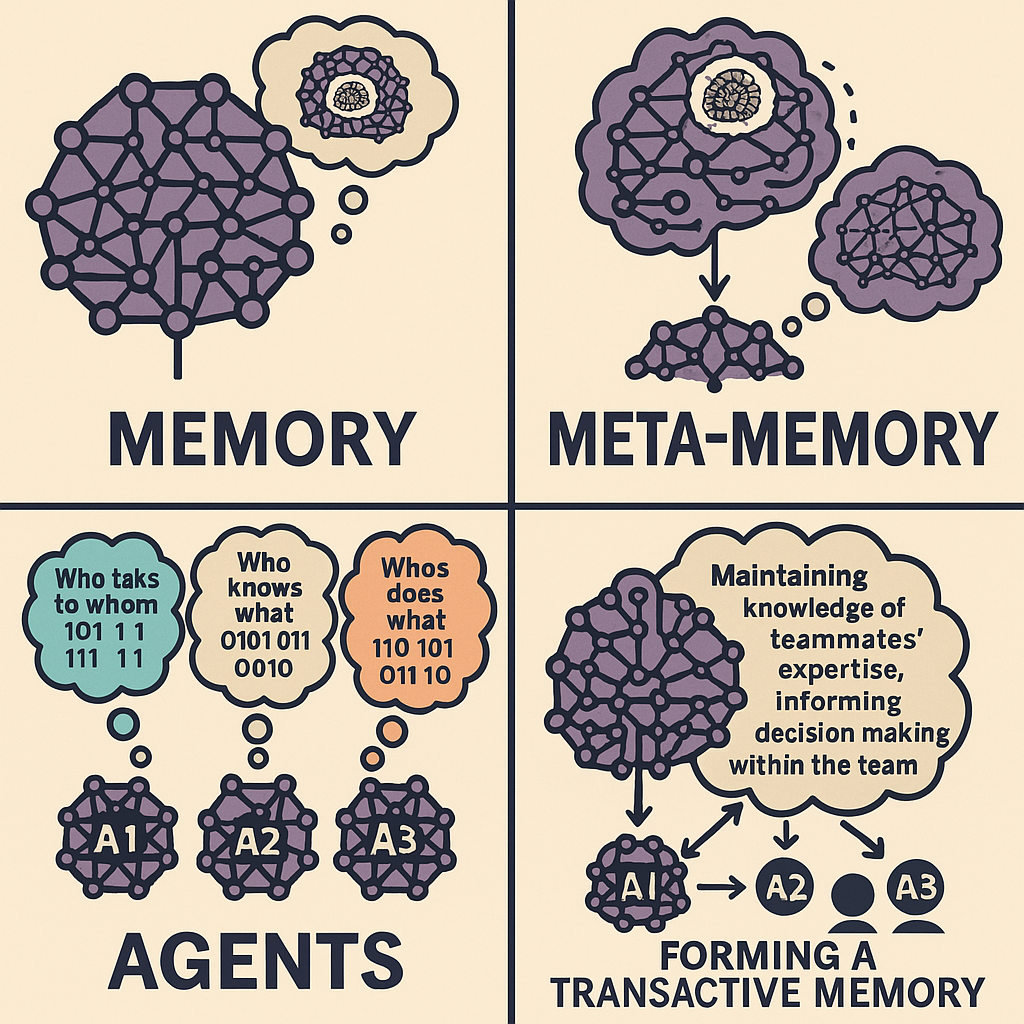 MEMORY
META-MEMORY
Who taks
to whom
101 1 1
111 1 1
Who
knows
what
0101 011
0010
Whos
does
what
110 101
011 10
A1
A2
A3
AGENTS
Maintaining
knowledge of
teammates'
expertise,
informing
decision making
within the team
A1
A2
A3
FORMING A
TRANSACTIVE MEMORY